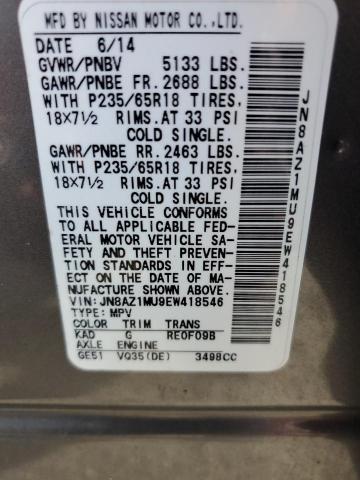 MFD BY NISSAN MOTOR CO.,LTD.
DATE 6/14
GVWR/PNBV 5133 LBS.
GAWR/PNBE FR. 2688 LBS.
WITH P235/65R18 TIRES,
18X7½ RIMS.AT 33 PSI
COLD SINGLE.
GAWR/PNBE RR. 2463 LBS.
WITH P235/65R18 TIRES,
18X7½ RIMS.AT 33 PSI
COLD SINGLE.
THIS VEHICLE CONFORMS
TO ALL APPLICABLE FED-
ERAL MOTOR VEHICLE SA-
FETY AND THEFT PREVEN-
TION STANDARDS IN EFF-
ECT ON THE DATE OF MA-
NUFACTURE SHOWN ABOVE.
VIN:JN8AZ1MU9EW418546
TYPE:MPV
COLOR TRIM TRANS
KAD G RE0F09B
AXLE ENGINE
GE51 VQ35(DE) 3498CC
JN8AZ1MU9EW418546